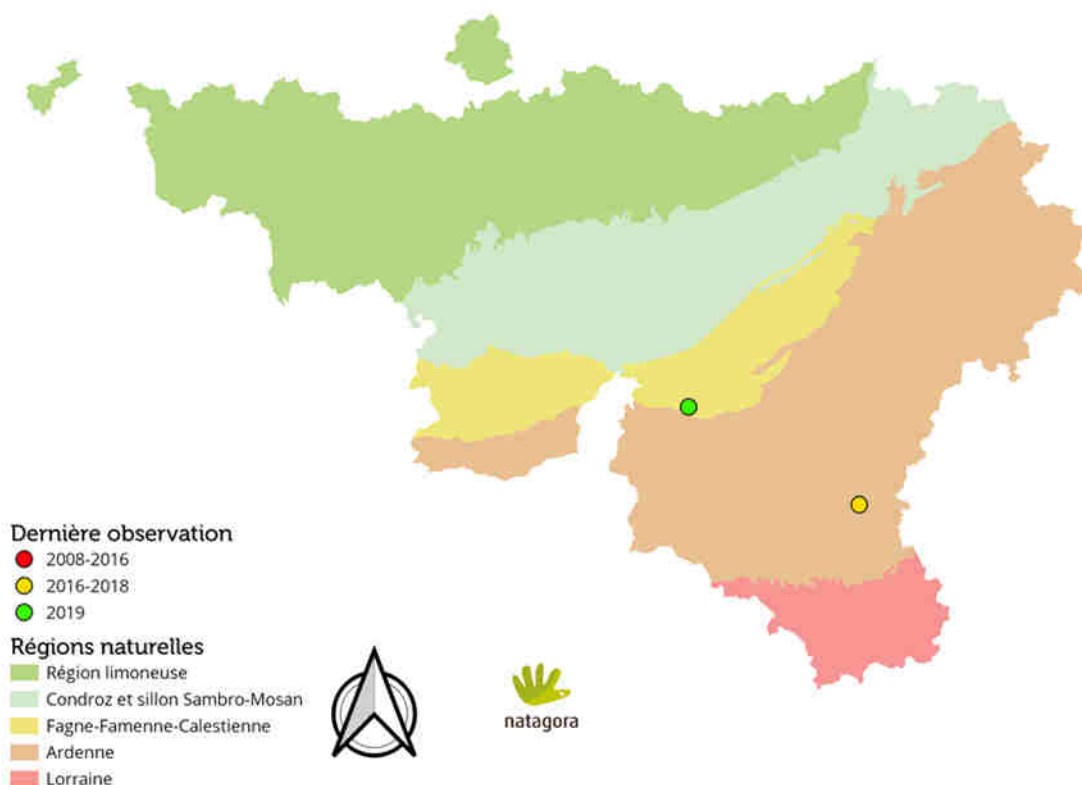 Dernière observation
2008-2016
2016-2018
2019
Régions naturelles
Région limoneuse
Condroz et sillon Sambro-Mosan
Fagne-Famenne-Calestienne
Ardenne
Lorraine
natagora